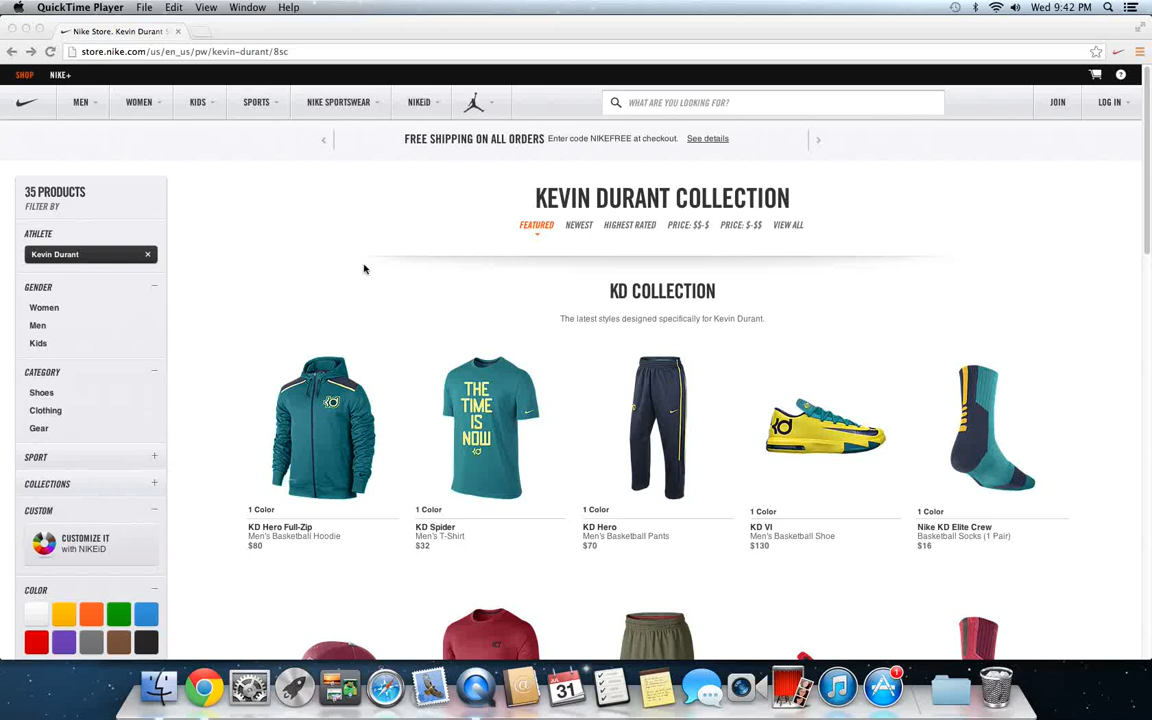 QuickTime Player File Edit View Window Help Wed 9:42 PM
Nike Store. Kevin Durant
store.nike.com/us/en_us/pw/kevin-durant/8sc
SHOP NIKE+
MEN WOMEN KIDS SPORTS NIKE SPORTSWEAR NIKEiD WHAT ARE YOU LOOKING FOR? JOIN LOG IN
FREE SHIPPING ON ALL ORDERS Enter code NIKEFREE at checkout. See details
35 PRODUCTS
FILTER BY
ATHLETE
Kevin Durant
GENDER
Women
Men
Kids
CATEGORY
Shoes
Clothing
Gear
SPORT
COLLECTIONS
CUSTOM
CUSTOMIZE IT
with NIKEiD
COLOR
KEVIN DURANT COLLECTION
FEATURED NEWEST HIGHEST RATED PRICE: $$-$ PRICE: $-$$ VIEW ALL
KD COLLECTION
The latest styles designed specifically for Kevin Durant.
THE
TIME
IS
NOW
1 Color
KD Hero Full-Zip
Men's Basketball Hoodie
$80
1 Color
KD Spider
Men's T-Shirt
$32
1 Color
KD Hero
Men's Basketball Pants
$70
1 Color
KD VI
Men's Basketball Shoe
$130
1 Color
Nike KD Elite Crew
Basketball Socks (1 Pair)
$16
JUL
31
1